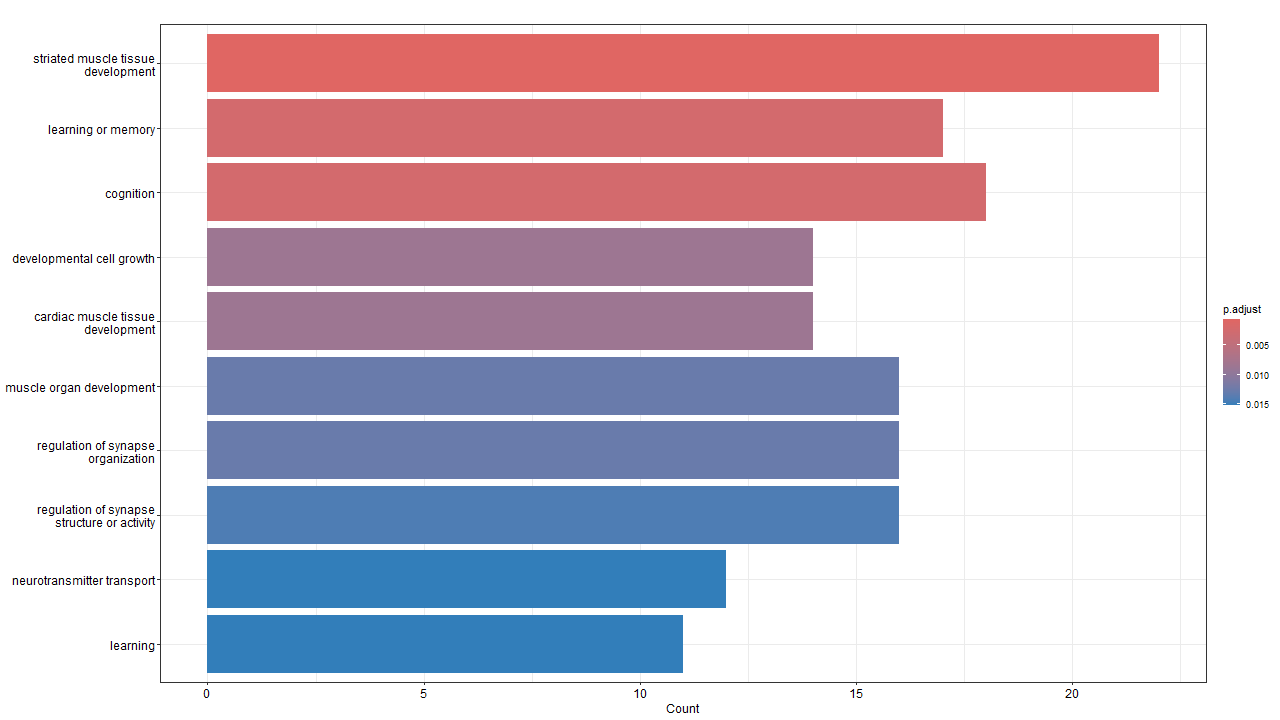 striated muscle tissue
development
learning or memory
cognition
developmental cell growth
cardiac muscle tissue
development
muscle organ development
regulation of synapse
organization
regulation of synapse
structure or activity
neurotransmitter transport
learning
0
5
10
15
20
Count
p.adjust
0.005
0.010
0.015